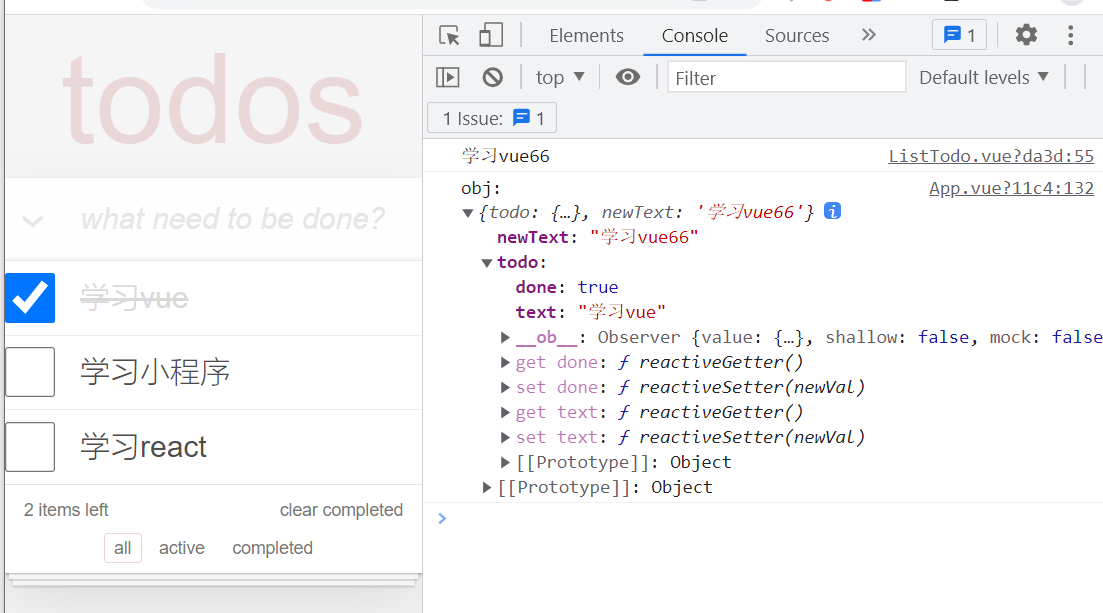 todos
what need to be done?
学习vue
学习小程序
学习react
2 items left clear completed
all active completed
Elements Console Sources » 1
top ▼ Filter Default levels ▼
1 Issue: 1
学习vue66 ListTodo.vue?da3d:55
obj: App.vue?11c4:132
▼{todo: {…}, newText: '学习vue66'} i
newText: "学习vue66"
▼todo:
done: true
text: "学习vue"
▶__ob__: Observer {value: {…}, shallow: false, mock: false
▶get done: ƒ reactiveGetter()
▶set done: ƒ reactiveSetter(newVal)
▶get text: ƒ reactiveGetter()
▶set text: ƒ reactiveSetter(newVal)
▶[[Prototype]]: Object
▶[[Prototype]]: Object
>